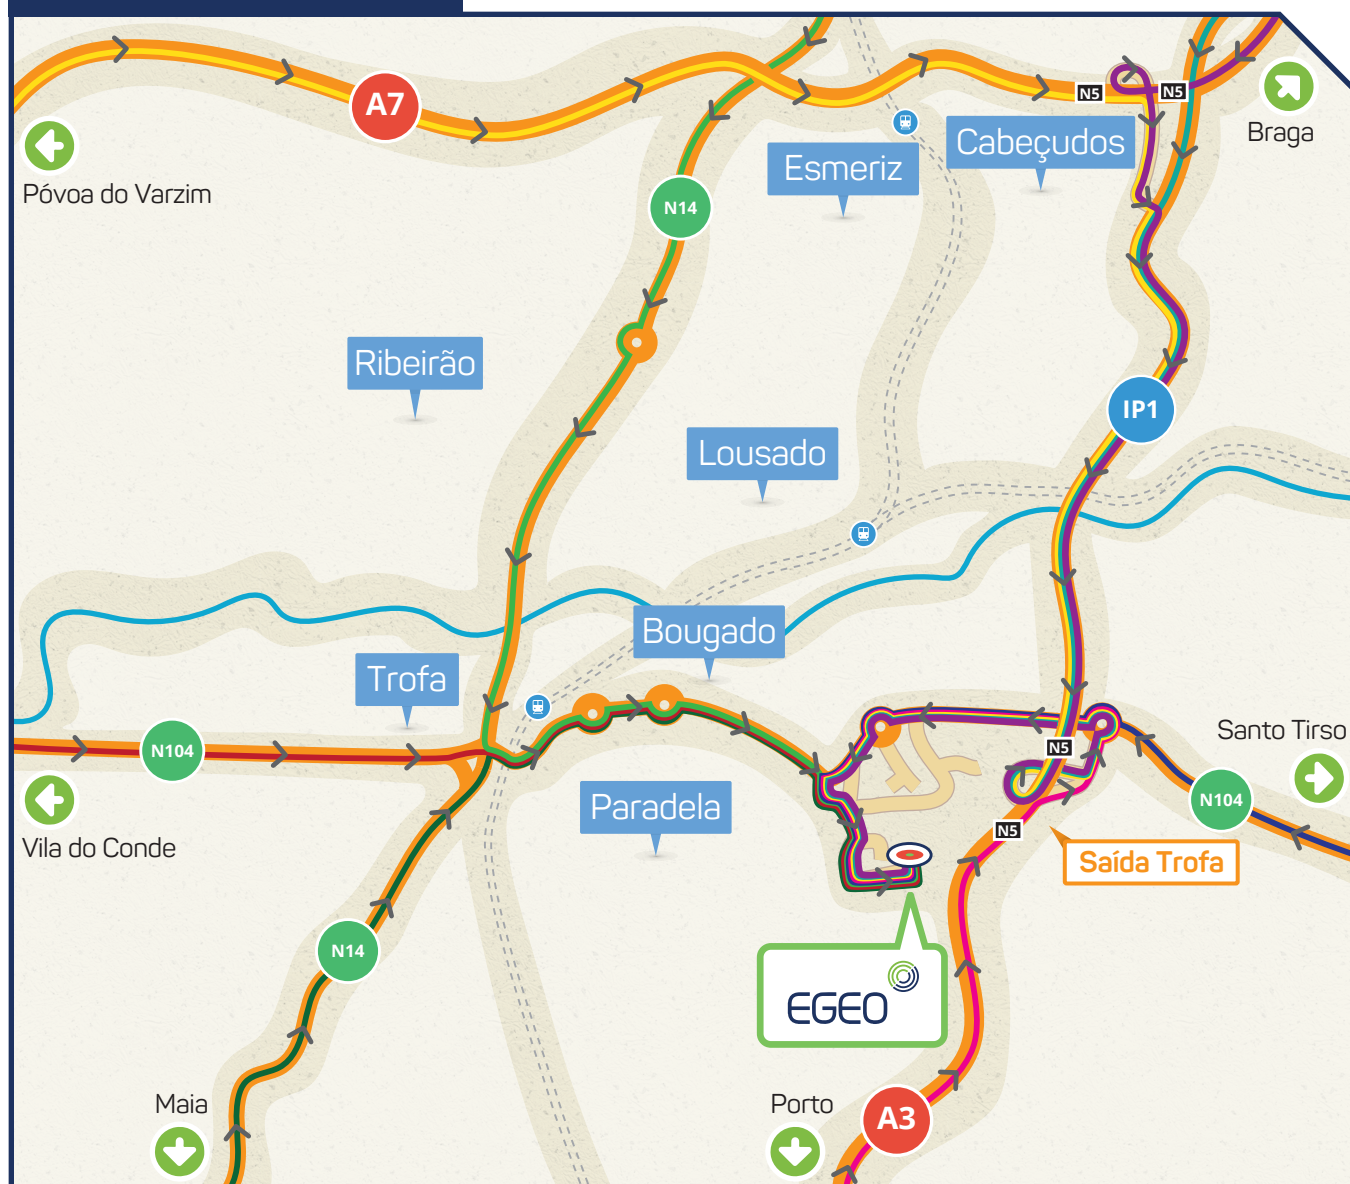 A7
N5
N5
Braga
Cabeçudos
Esmeriz
Póvoa do Varzim
N14
Ribeirão
IP1
Lousado
Bougado
Trofa
N104
N5
Santo Tirso
N104
Vila do Conde
Paradela
N5
Saída Trofa
N14
EGEO
Maia
Porto
A3